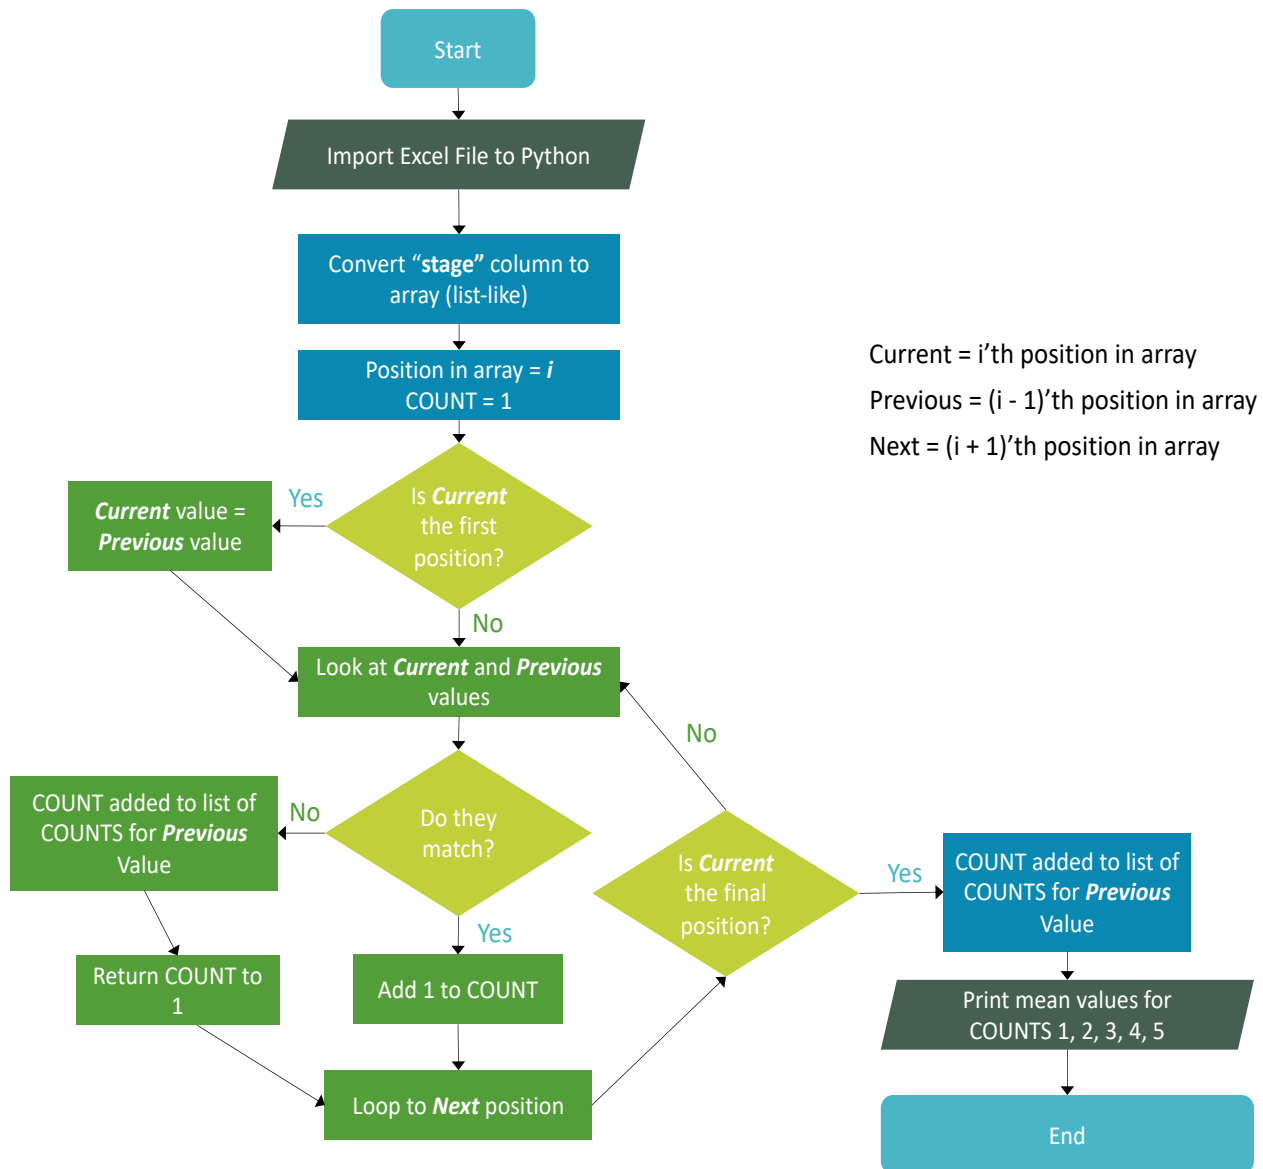 Start
Import Excel File to Python
Convert “stage” column to
array (list-like)
Position in array = i
COUNT = 1
Current = i’th position in array
Previous = (i - 1)’th position in array
Next = (i + 1)’th position in array
Is Current
the first
position?
Yes
Current value =
Previous value
No
Look at Current and Previous
values
Do they
match?
No
COUNT added to list of
COUNTS for Previous
Value
Return COUNT to
1
Yes
Add 1 to COUNT
Loop to Next position
Is Current
the final
position?
No
Yes
COUNT added to list of
COUNTS for Previous
Value
Print mean values for
COUNTS 1, 2, 3, 4, 5
End